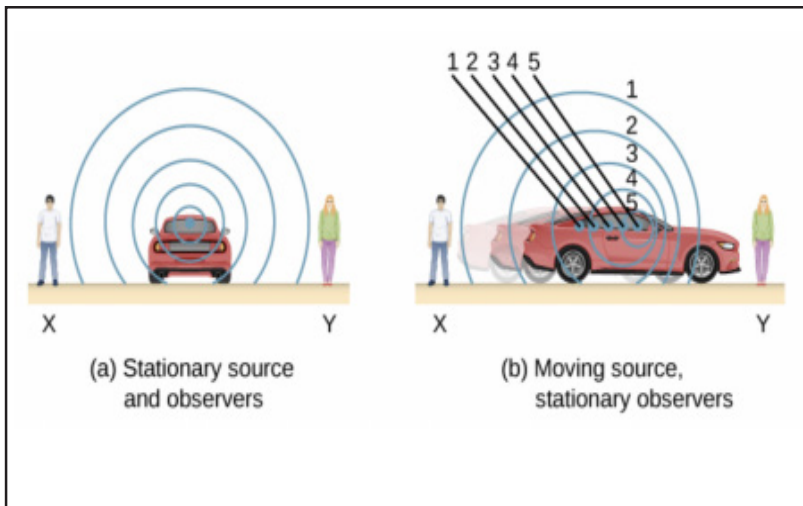 1 2 3 4 5
1
2
3
4
5
X Y
(a) Stationary source
and observers
X Y
(b) Moving source,
stationary observers